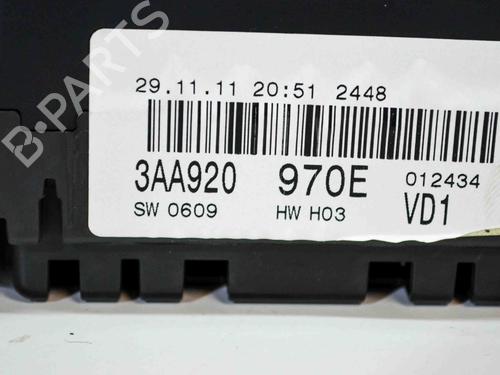 B-PARTS
29.11.11 20:51 2448
3AA920 970E 012434
SW 0609 HW H03 VD1